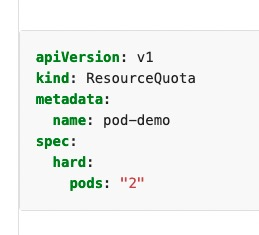 apiVersion: v1
kind: ResourceQuota
metadata:
  name: pod-demo
spec:
  hard:
    pods: "2"